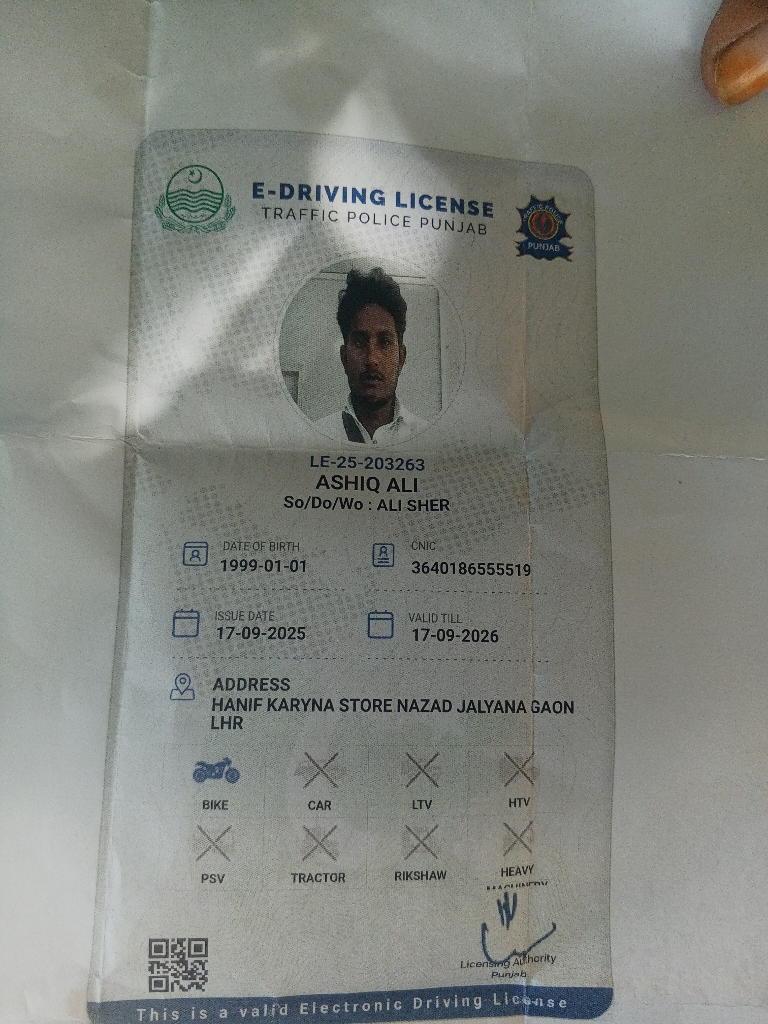 E-DRIVING LICENSE
TRAFFIC POLICE PUNJAB
TRAFFIC POLICE
PUNJAB
LE-25-203263
ASHIQ ALI
So/Do/Wo : ALI SHER
DATE OF BIRTH
1999-01-01
CNIC
3640186555519
ISSUE DATE
17-09-2025
VALID TILL
17-09-2026
ADDRESS
HANIF KARYNA STORE NAZAD JALYANA GAON
LHR
BIKE CAR LTV HTV
PSV TRACTOR RIKSHAW HEAVY
MACHINERY
Licensing Authority
Punjab
This is a valid Electronic Driving License